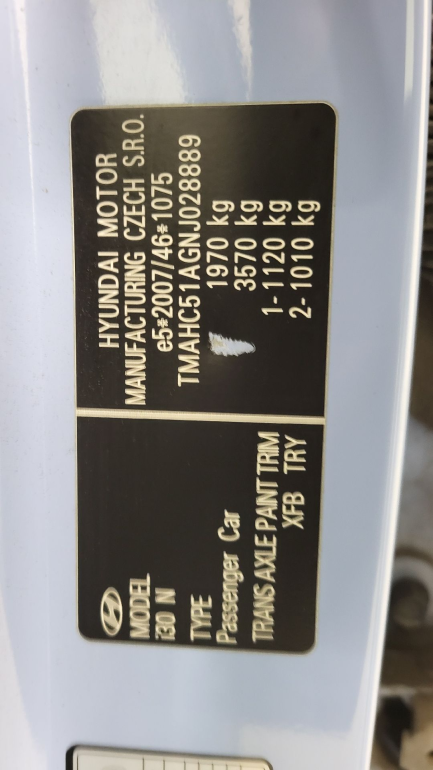 HYUNDAI MOTOR
MANUFACTURING CZECH S.R.O.
e5*2007/46*1075
TMAHC51AGNJ028889
1970 kg
3570 kg
1- 1120 kg
2- 1010 kg
MODEL
i30 N
TYPE
Passenger Car
TRANS AXLE PAINT TRIM
XFB TRY